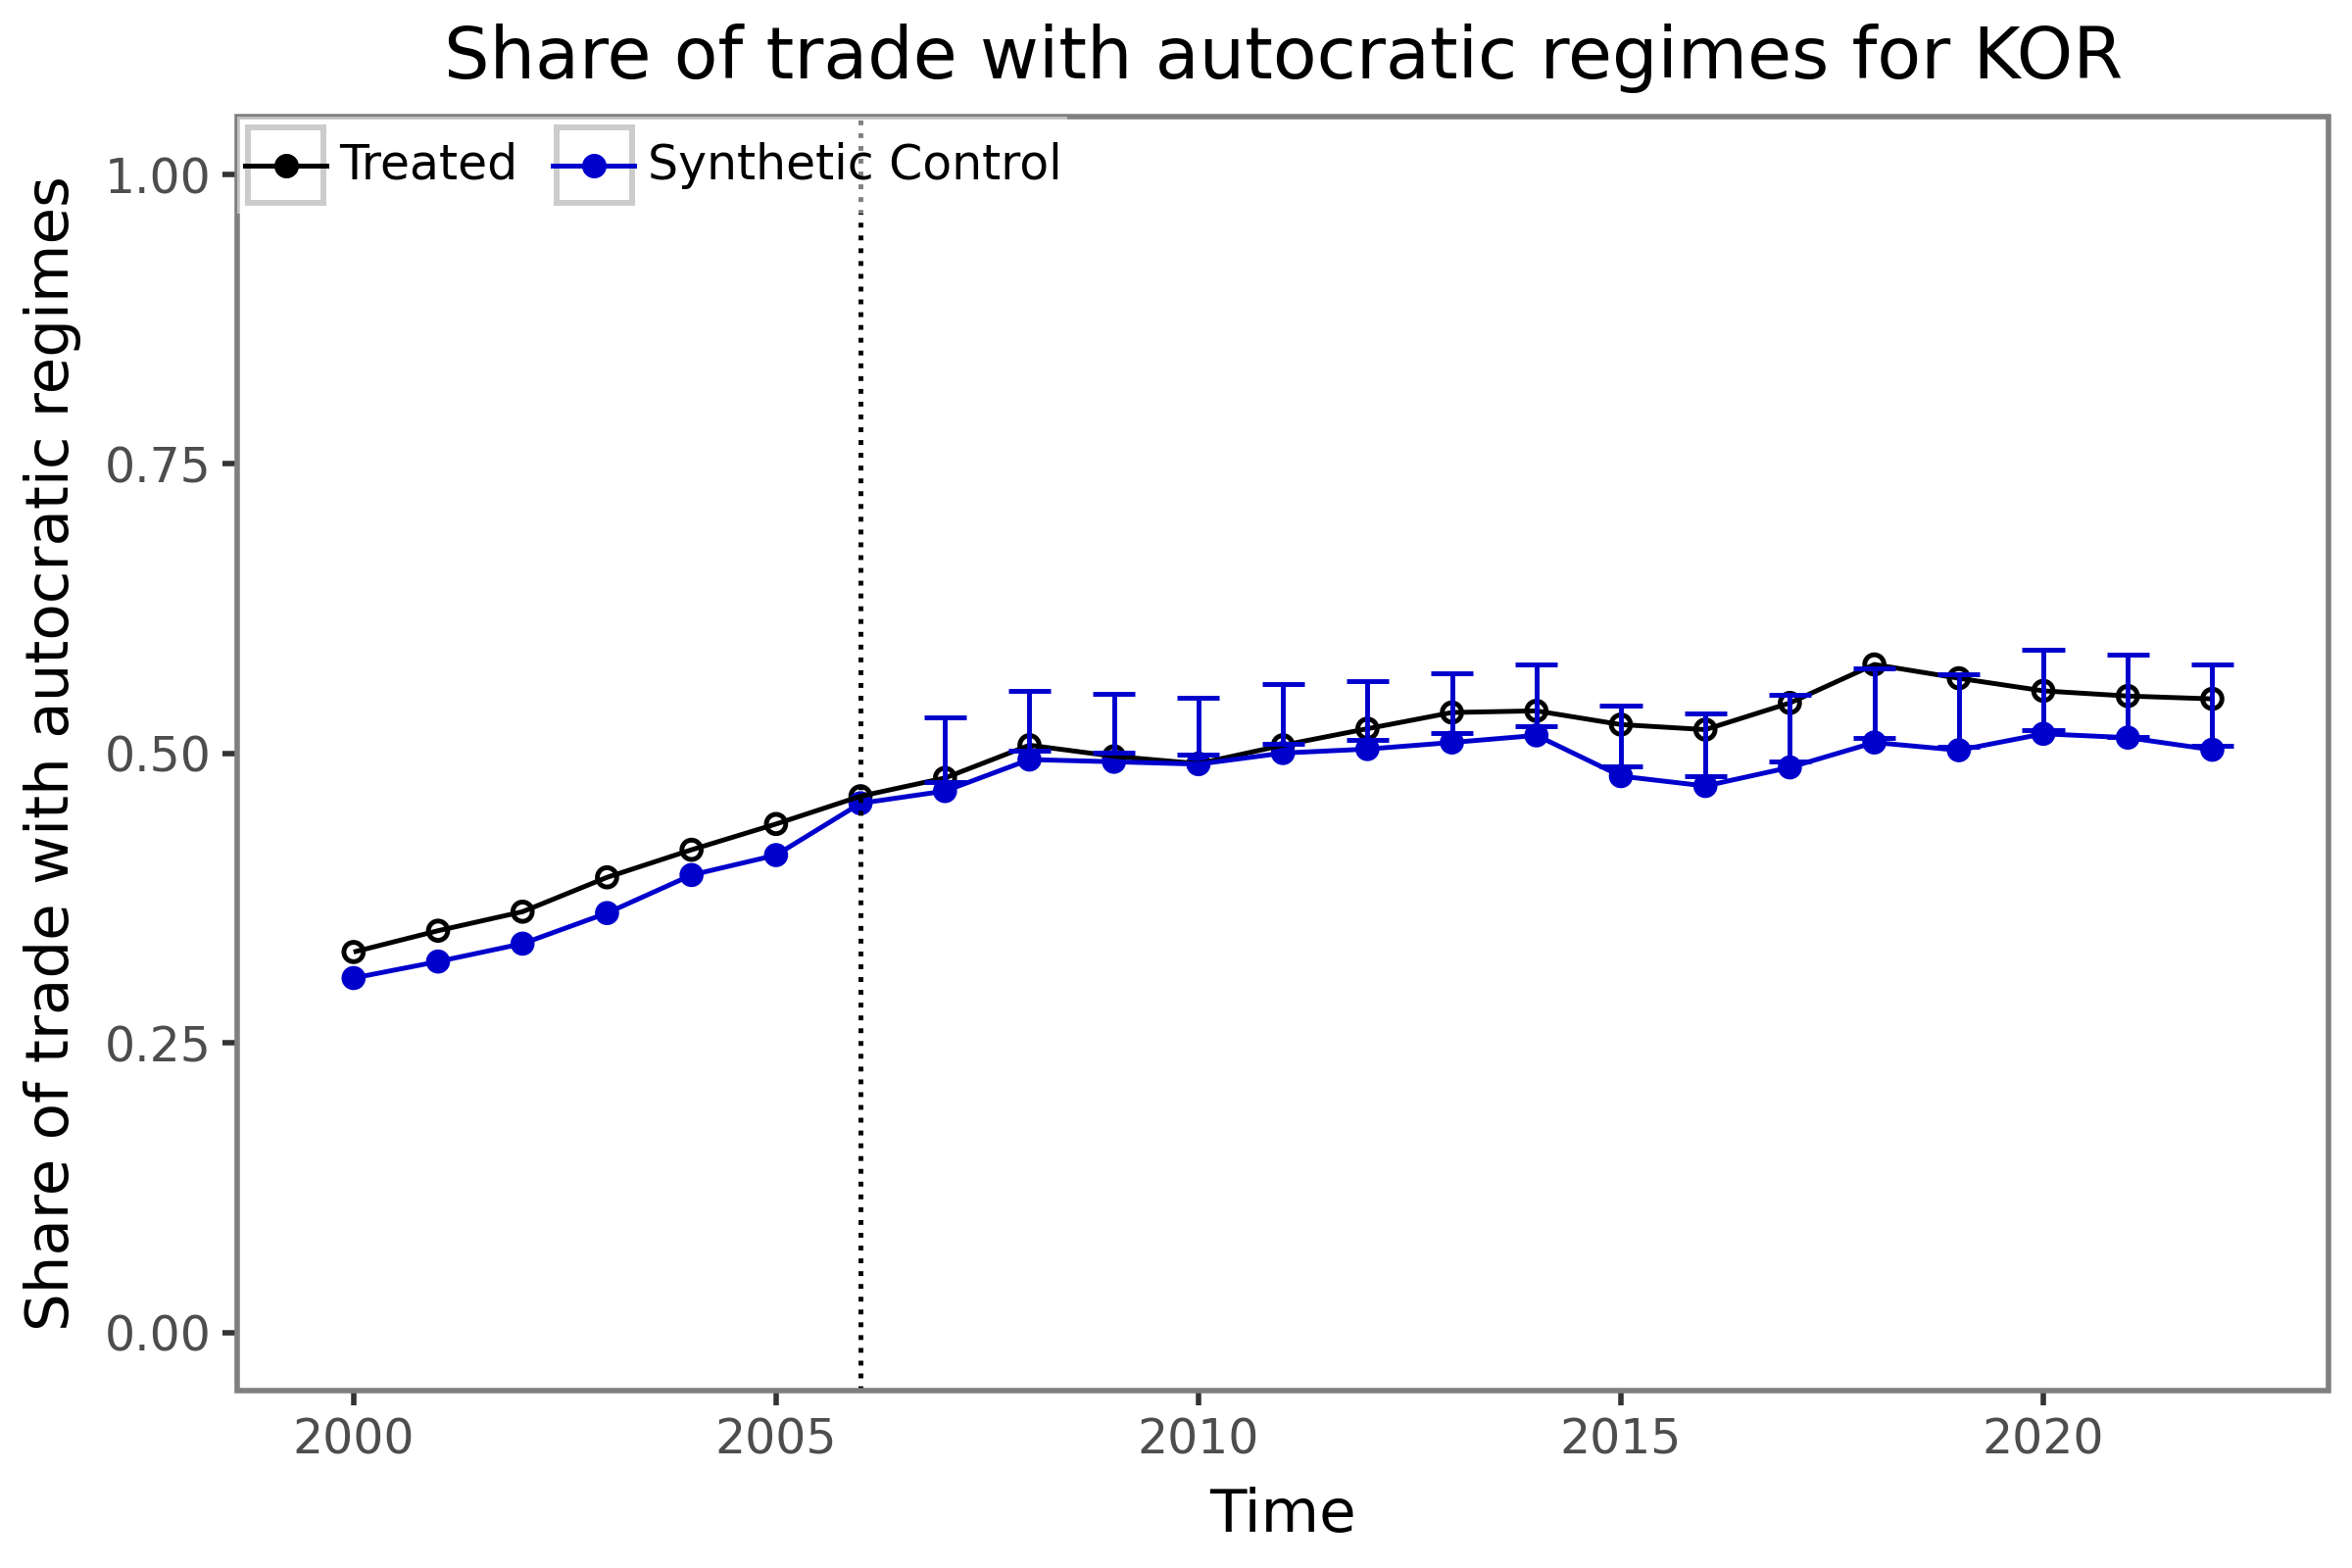 Share of trade with autocratic regimes for KOR
Treated
Synthetic Control
Share of trade with autocratic regimes
1.00
0.75
0.50
0.25
0.00
2000
2005
2010
2015
2020
Time